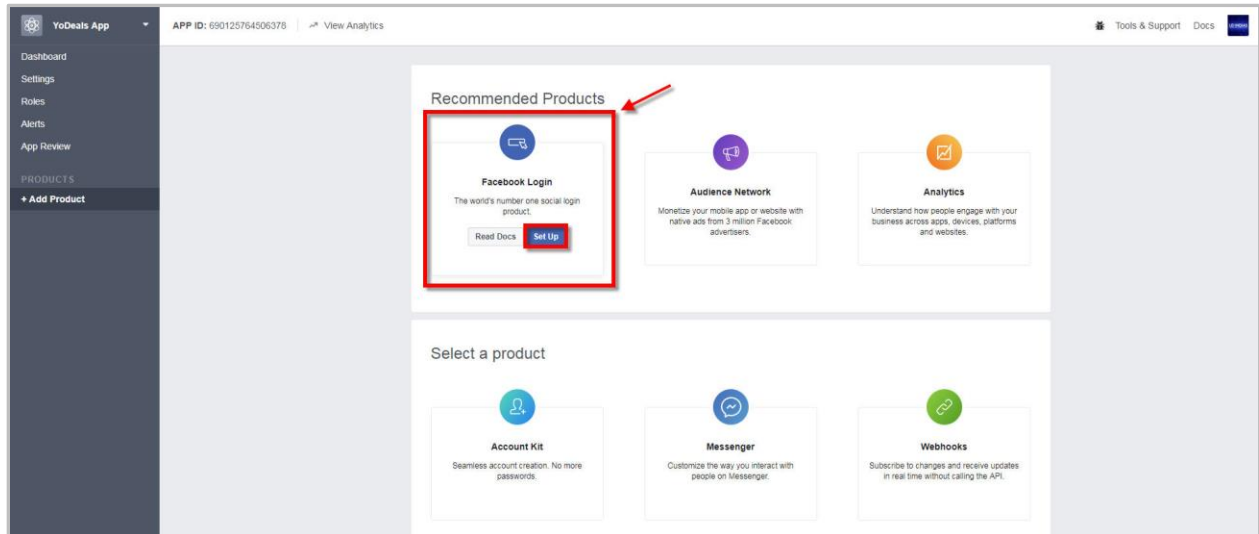 YoDeals App
APP ID: 690125764506378
View Analytics
Tools & Support
Docs
Dashboard
Settings
Roles
Alerts
App Review
PRODUCTS
+ Add Product
Recommended Products
Facebook Login
The world's number one social login
product.
Read Docs
Set Up
Audience Network
Monetize your mobile app or website with
native ads from 3 million Facebook
advertisers.
Analytics
Understand how people engage with your
business across apps, devices, platforms
and websites.
Select a product
Account Kit
Seamless account creation. No more
passwords.
Messenger
Customize the way you interact with
people on Messenger.
Webhooks
Subscribe to changes and receive updates
in real time without calling the API.